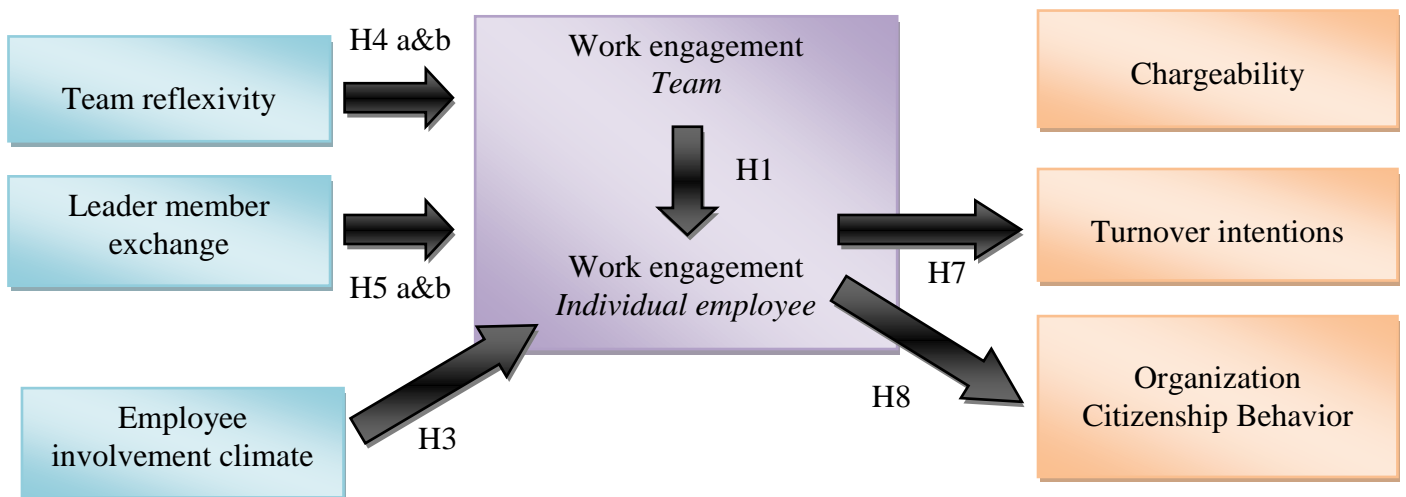 H4 a&b
Team reflexivity
Leader member
exchange
H5 a&b
Employee
involvement climate
H3
Work engagement
Team
H1
Work engagement
Individual employee
H7
H8
Chargeability
Turnover intentions
Organization
Citizenship Behavior